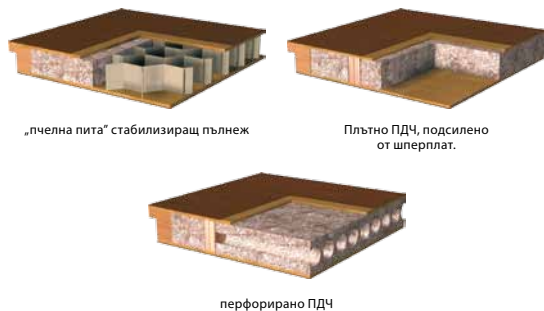 „пчелна пита" стабилизиращ пълнеж
Плътно ПДЧ, подсилено
от шперплат.
перфорирано ПДЧ